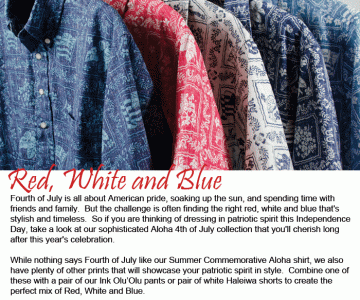 Red, White and Blue
Fourth of July is all about American pride, soaking up the sun, and spending time with
friends and family.  But the challenge is often finding the right red, white and blue that's
stylish and timeless.  So if you are thinking of dressing in patriotic spirit this Independence
Day, take a look at our sophisticated Aloha 4th of July collection that you'll cherish long
after this year's celebration.
While nothing says Fourth of July like our Summer Commemorative Aloha shirt, we also
have plenty of other prints that will showcase your patriotic spirit in style.  Combine one of
these with a pair of our Ink Olu'Olu pants or pair of white Haleiwa shorts to create the
perfect mix of Red, White and Blue.